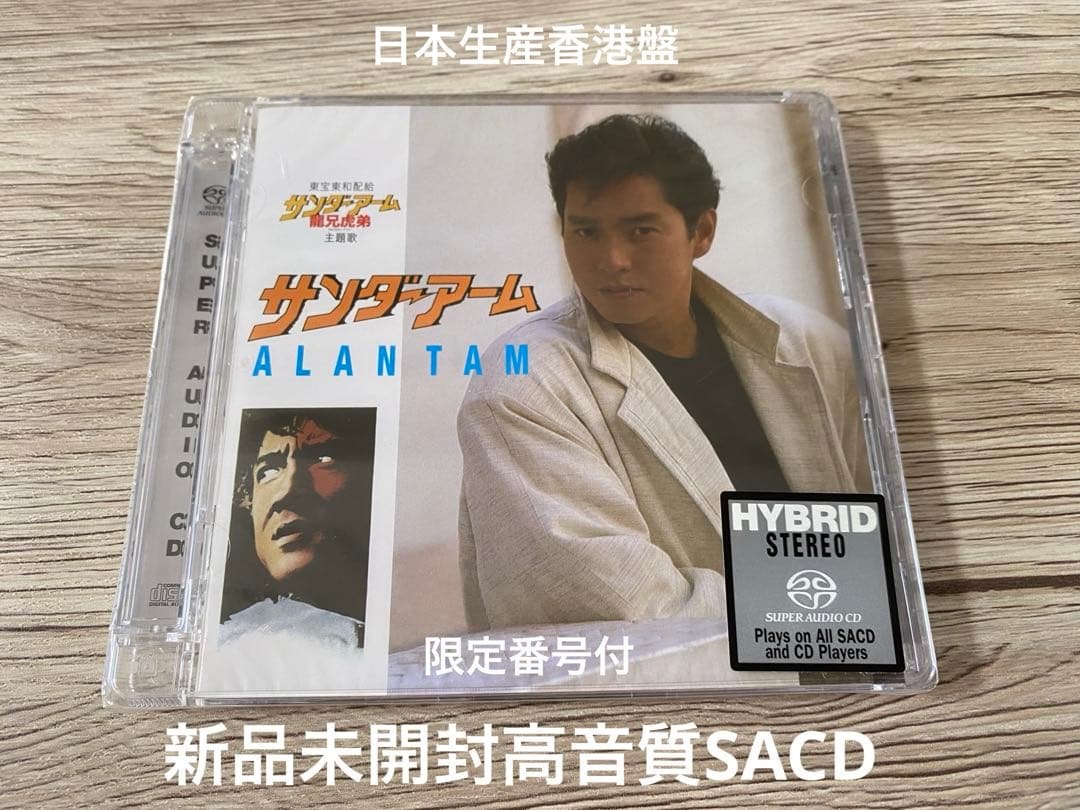 日本生産香港盤
東宝東和配給
サンダーアーム
龍兄虎弟
主題歌
サンダーアーム
ALAN TAM
SUPER AUDIO CD
HYBRID
STEREO
SUPER AUDIO CD
Plays on All SACD
and CD Players
限定番号付
新品未開封高音質SACD